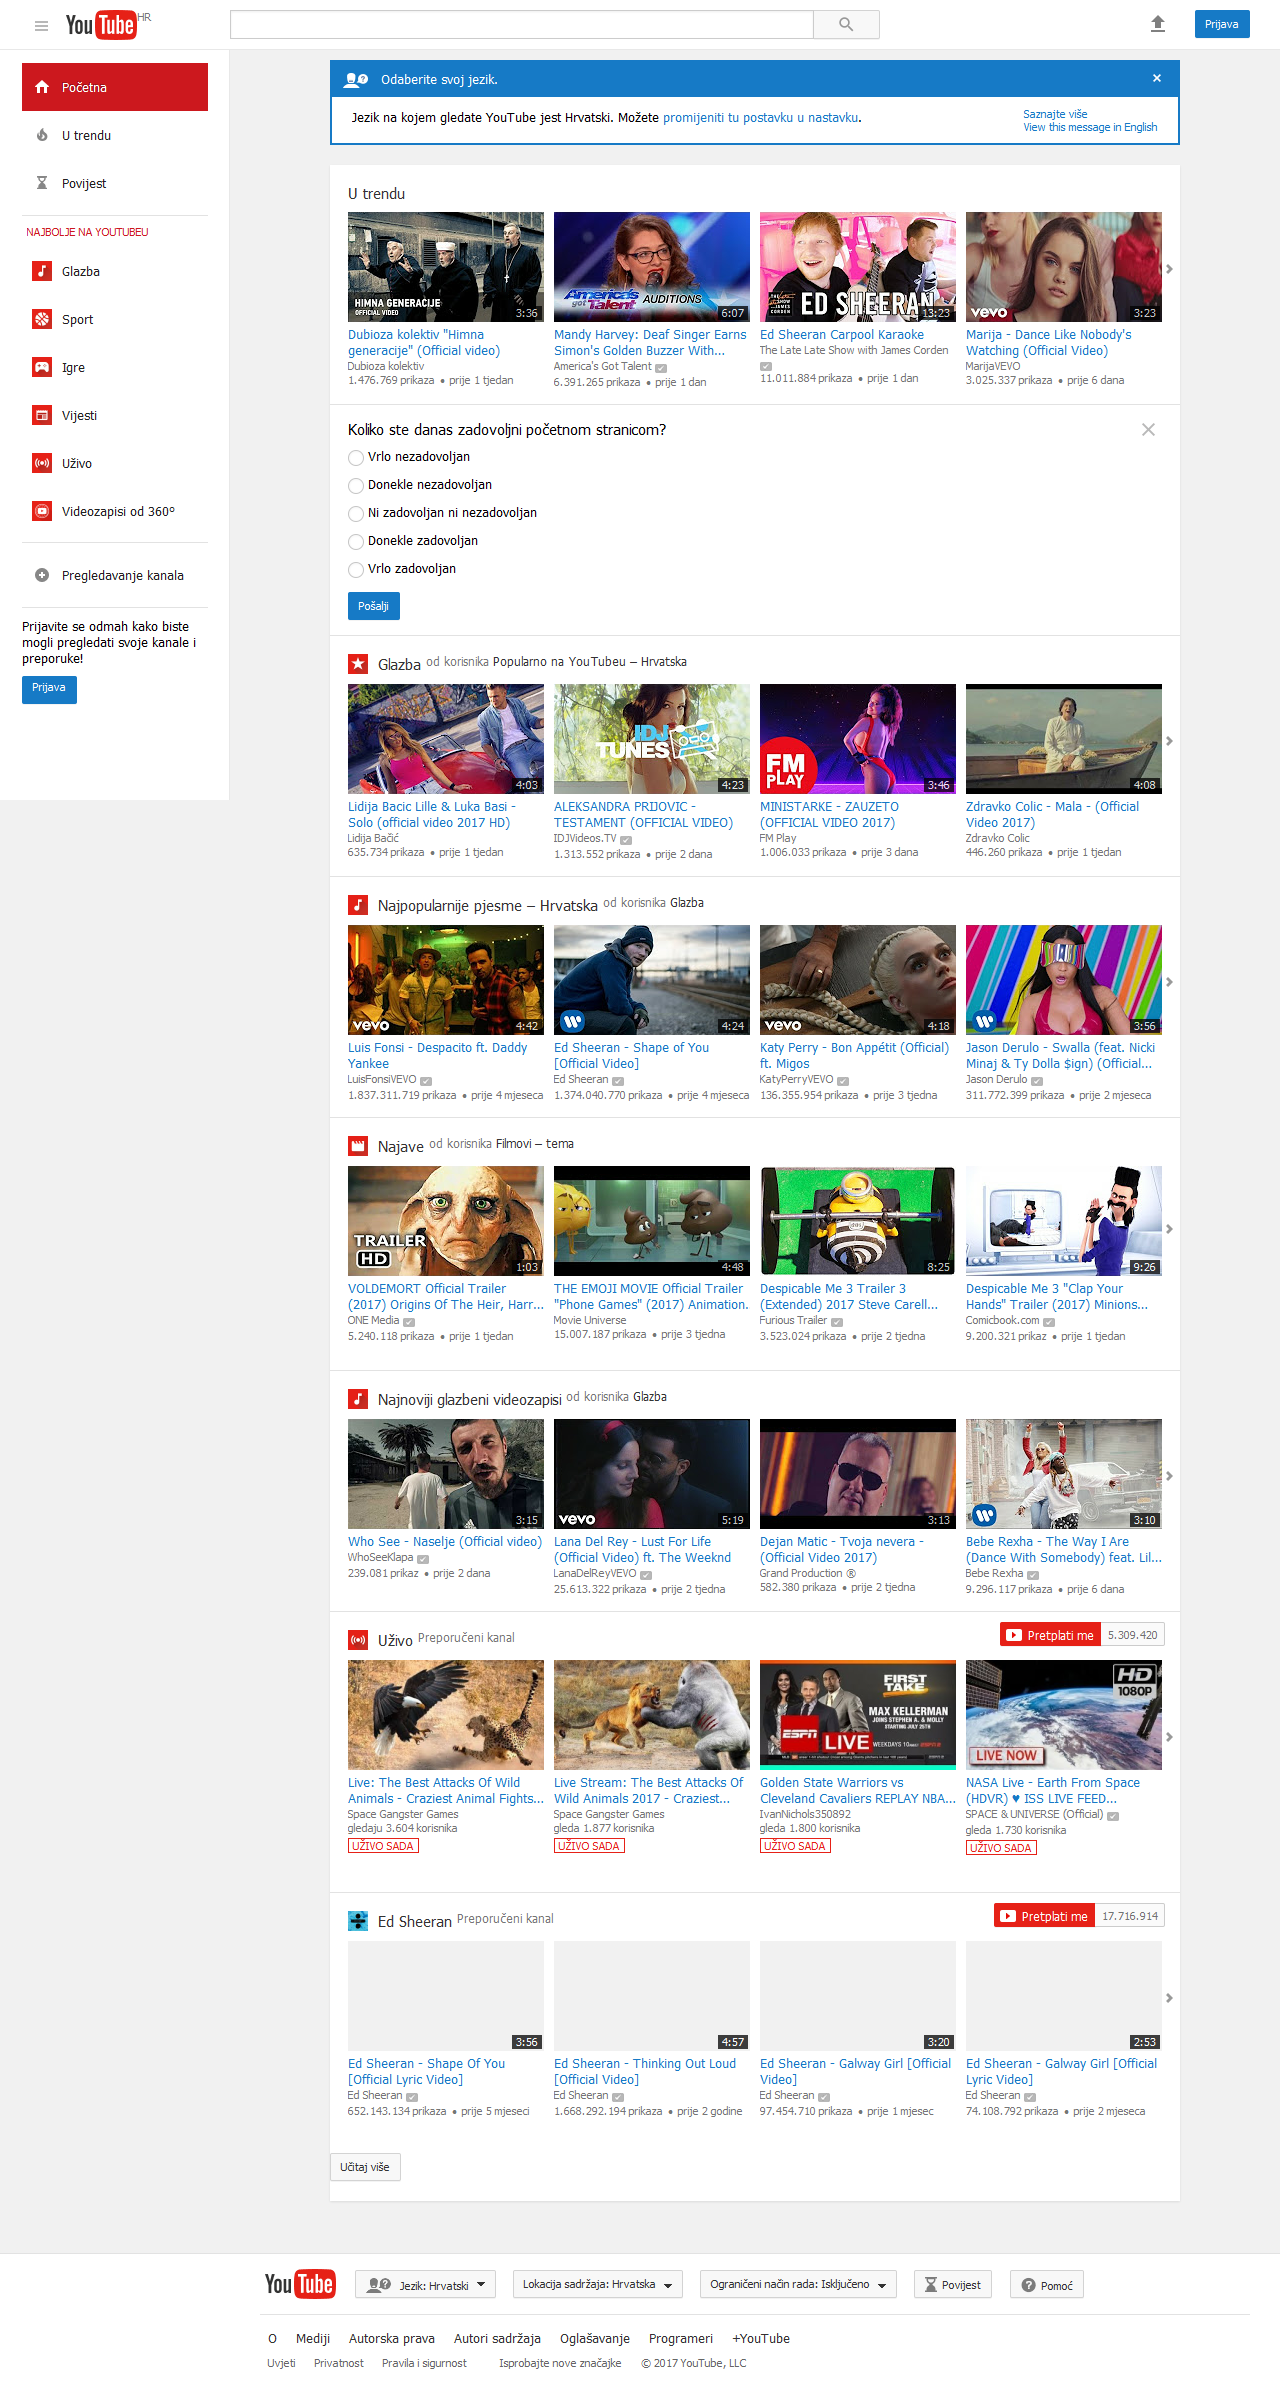 YouTube HR
Prijava
Početna
U trendu
Povijest
NAJBOLJE NA YOUTUBEU
Glazba
Sport
Igre
Vijesti
Uživo
Videozapisi od 360°
Pregledavanje kanala
Prijavite se odmah kako biste
mogli pregledati svoje kanale i
preporuke!
Prijava
Odaberite svoj jezik.
Jezik na kojem gledate YouTube jest Hrvatski. Možete promijeniti tu postavku u nastavku.
Saznajte više
View this message in English
U trendu
HIMNA GENERACIJE
OFFICIAL VIDEO
3:36
America's got Talent AUDITIONS
6:07
THE LATE LATE SHOW JAMES CORDEN
ED SHEERAN
13:23
vevo
3:23
Dubioza kolektiv "Himna
generacije" (Official video)
Dubioza kolektiv
1.476.769 prikaza • prije 1 tjedan
Mandy Harvey: Deaf Singer Earns
Simon's Golden Buzzer With...
America's Got Talent
6.391.265 prikaza • prije 1 dan
Ed Sheeran Carpool Karaoke
The Late Late Show with James Corden
11.011.884 prikaza • prije 1 dan
Marija - Dance Like Nobody's
Watching (Official Video)
MarijaVEVO
3.025.337 prikaza • prije 6 dana
Koliko ste danas zadovoljni početnom stranicom?
Vrlo nezadovoljan
Donekle nezadovoljan
Ni zadovoljan ni nezadovoljan
Donekle zadovoljan
Vrlo zadovoljan
Pošalji
Glazba od korisnika Popularno na YouTubeu – Hrvatska
4:03
IDJ TUNES
4:23
FM PLAY
3:46
4:08
Lidija Bacic Lille & Luka Basi -
Solo (official video 2017 HD)
Lidija Bačić
635.734 prikaza • prije 1 tjedan
ALEKSANDRA PRIJOVIC -
TESTAMENT (OFFICIAL VIDEO)
IDJVideos.TV
1.313.552 prikaza • prije 2 dana
MINISTARKE - ZAUZETO
(OFFICIAL VIDEO 2017)
FM Play
1.006.033 prikaza • prije 3 dana
Zdravko Colic - Mala - (Official
Video 2017)
Zdravko Colic
446.260 prikaza • prije 1 tjedan
Najpopularnije pjesme – Hrvatska od korisnika Glazba
vevo
4:42
4:24
vevo
4:18
3:56
Luis Fonsi - Despacito ft. Daddy
Yankee
LuisFonsiVEVO
1.837.311.719 prikaza • prije 4 mjeseca
Ed Sheeran - Shape of You
[Official Video]
Ed Sheeran
1.374.040.770 prikaza • prije 4 mjeseca
Katy Perry - Bon Appétit (Official)
ft. Migos
KatyPerryVEVO
136.355.954 prikaza • prije 3 tjedna
Jason Derulo - Swalla (feat. Nicki
Minaj & Ty Dolla $ign) (Official...
Jason Derulo
311.772.399 prikaza • prije 2 mjeseca
Najave od korisnika Filmovi – tema
TRAILER
HD
1:03
4:48
8:25
9:26
VOLDEMORT Official Trailer
(2017) Origins Of The Heir, Harr...
ONE Media
5.240.118 prikaza • prije 1 tjedan
THE EMOJI MOVIE Official Trailer
"Phone Games" (2017) Animation.
Movie Universe
15.007.187 prikaza • prije 3 tjedna
Despicable Me 3 Trailer 3
(Extended) 2017 Steve Carell...
Furious Trailer
3.523.024 prikaza • prije 2 tjedna
Despicable Me 3 "Clap Your
Hands" Trailer (2017) Minions...
Comicbook.com
9.200.321 prikaz • prije 1 tjedan
Najnoviji glazbeni videozapisi od korisnika Glazba
3:15
vevo
5:19
3:13
3:10
Who See - Naselje (Official video)
WhoSeeKlapa
239.081 prikaz • prije 2 dana
Lana Del Rey - Lust For Life
(Official Video) ft. The Weeknd
LanaDelReyVEVO
25.613.322 prikaza • prije 2 tjedna
Dejan Matic - Tvoja nevera -
(Official Video 2017)
Grand Production ®
582.380 prikaza • prije 2 tjedna
Bebe Rexha - The Way I Are
(Dance With Somebody) feat. Lil...
Bebe Rexha
9.296.117 prikaza • prije 6 dana
Uživo Preporučeni kanal
Pretplati me 5.309.420
FIRST TAKE
MAX KELLERMAN
JOINS STEPHEN A. & MOLLY
STARTING JULY 25TH
ESPN LIVE
HD
1080P
LIVE NOW
Live: The Best Attacks Of Wild
Animals - Craziest Animal Fights...
Space Gangster Games
gledaju 3.604 korisnika
UŽIVO SADA
Live Stream: The Best Attacks Of
Wild Animals 2017 - Craziest...
Space Gangster Games
gleda 1.877 korisnika
UŽIVO SADA
Golden State Warriors vs
Cleveland Cavaliers REPLAY NBA...
IvanNichols350892
gleda 1.800 korisnika
UŽIVO SADA
NASA Live - Earth From Space
(HDVR) ♥ ISS LIVE FEED...
SPACE & UNIVERSE (Official)
gleda 1.730 korisnika
UŽIVO SADA
Ed Sheeran Preporučeni kanal
Pretplati me 17.716.914
3:56
4:57
3:20
2:53
Ed Sheeran - Shape Of You
[Official Lyric Video]
Ed Sheeran
652.143.134 prikaza • prije 5 mjeseci
Ed Sheeran - Thinking Out Loud
[Official Video]
Ed Sheeran
1.668.292.194 prikaza • prije 2 godine
Ed Sheeran - Galway Girl [Official
Video]
Ed Sheeran
97.454.710 prikaza • prije 1 mjesec
Ed Sheeran - Galway Girl [Official
Lyric Video]
Ed Sheeran
74.108.792 prikaza • prije 2 mjeseca
Učitaj više
YouTube
Jezik: Hrvatski
Lokacija sadržaja: Hrvatska
Ograničeni način rada: Isključeno
Povijest
Pomoć
O Mediji Autorska prava Autori sadržaja Oglašavanje Programeri +YouTube
Uvjeti Privatnost Pravila i sigurnost Isprobajte nove značajke © 2017 YouTube, LLC